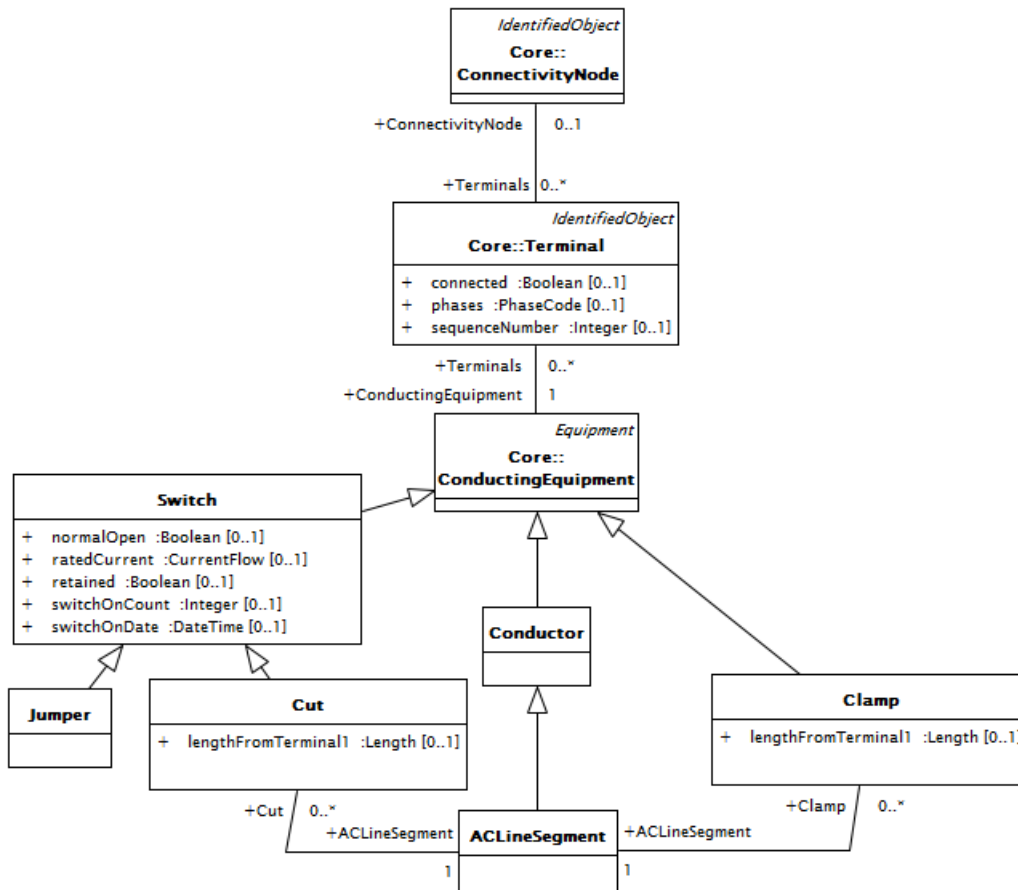 IdentifiedObject
Core::
ConnectivityNode
+ConnectivityNode 0..1
+Terminals 0..*
IdentifiedObject
Core::Terminal
+ connected :Boolean [0..1]
+ phases :PhaseCode [0..1]
+ sequenceNumber :Integer [0..1]
+Terminals 0..*
+ConductingEquipment 1
Equipment
Core::
ConductingEquipment
Switch
+ normalOpen :Boolean [0..1]
+ ratedCurrent :CurrentFlow [0..1]
+ retained :Boolean [0..1]
+ switchOnCount :Integer [0..1]
+ switchOnDate :DateTime [0..1]
Conductor
Jumper
Cut
+ lengthFromTerminal1 :Length [0..1]
Clamp
+ lengthFromTerminal1 :Length [0..1]
+Cut 0..*
+Clamp 0..*
+ACLineSegment
1
ACLineSegment
+ACLineSegment
1